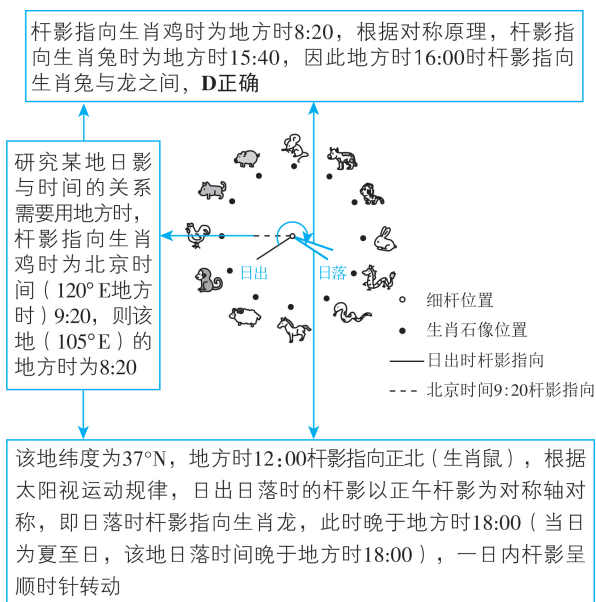 杆影指向生肖鸡时为地方时8:20，根据对称原理，杆影指
向生肖兔时为地方时15:40，因此地方时16:00时杆影指向
生肖兔与龙之间，D正确
研究某地日影
与时间的关系
需要用地方时，
杆影指向生肖
鸡时为北京时
间（120°E地方
时）9:20，则该
地（105°E）的
地方时为8:20
日出
日落
细杆位置
生肖石像位置
日出时杆影指向
北京时间9:20杆影指向
该地纬度为37°N，地方时12:00杆影指向正北（生肖鼠），根据
太阳视运动规律，日出日落时的杆影以正午杆影为对称轴对
称，即日落时杆影指向生肖龙，此时晚于地方时18:00（当日
为夏至日，该地日落时间晚于地方时18:00），一日内杆影呈
顺时针转动